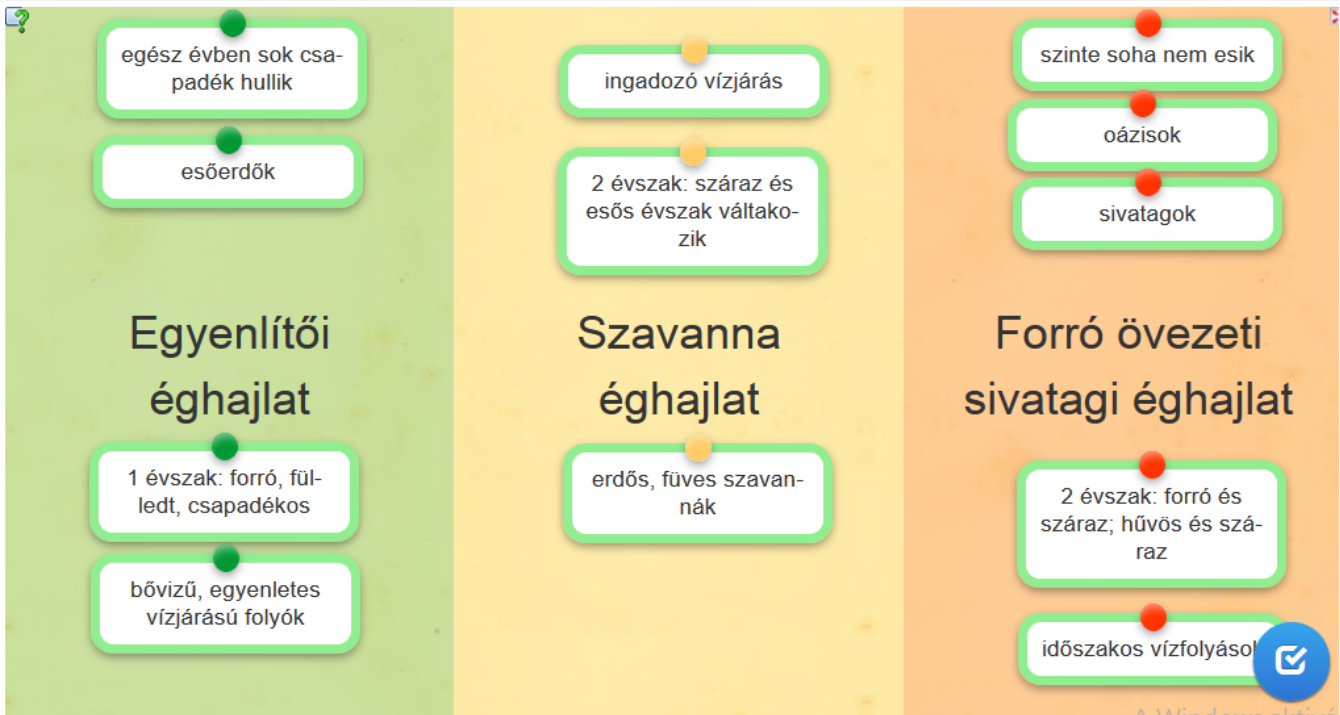 egész évben sok csa-
padék hullik
esőerdők
Egyenlítői
éghajlat
1 évszak: forró, fül-
ledt, csapadékos
bővizű, egyenletes
vízjárású folyók
ingadozó vízjárás
2 évszak: száraz és
esős évszak váltako-
zik
Szavanna
éghajlat
erdős, füves szavan-
nák
szinte soha nem esik
oázisok
sivatagok
Forró övezeti
sivatagi éghajlat
2 évszak: forró és
száraz; hűvös és szá-
raz
időszakos